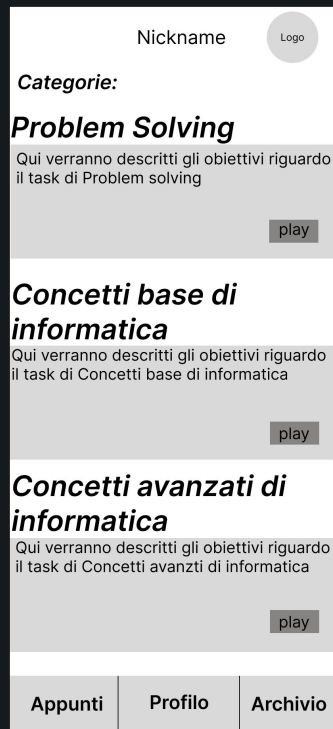 Nickname
Logo
Categorie:
Problem Solving
Qui verranno descritti gli obiettivi riguardo
il task di Problem solving
play
Concetti base di
informatica
Qui verranno descritti gli obiettivi riguardo
il task di Concetti base di informatica
play
Concetti avanzati di
informatica
Qui verranno descritti gli obiettivi riguardo
il task di Concetti avanzti di informatica
play
Appunti
Profilo
Archivio